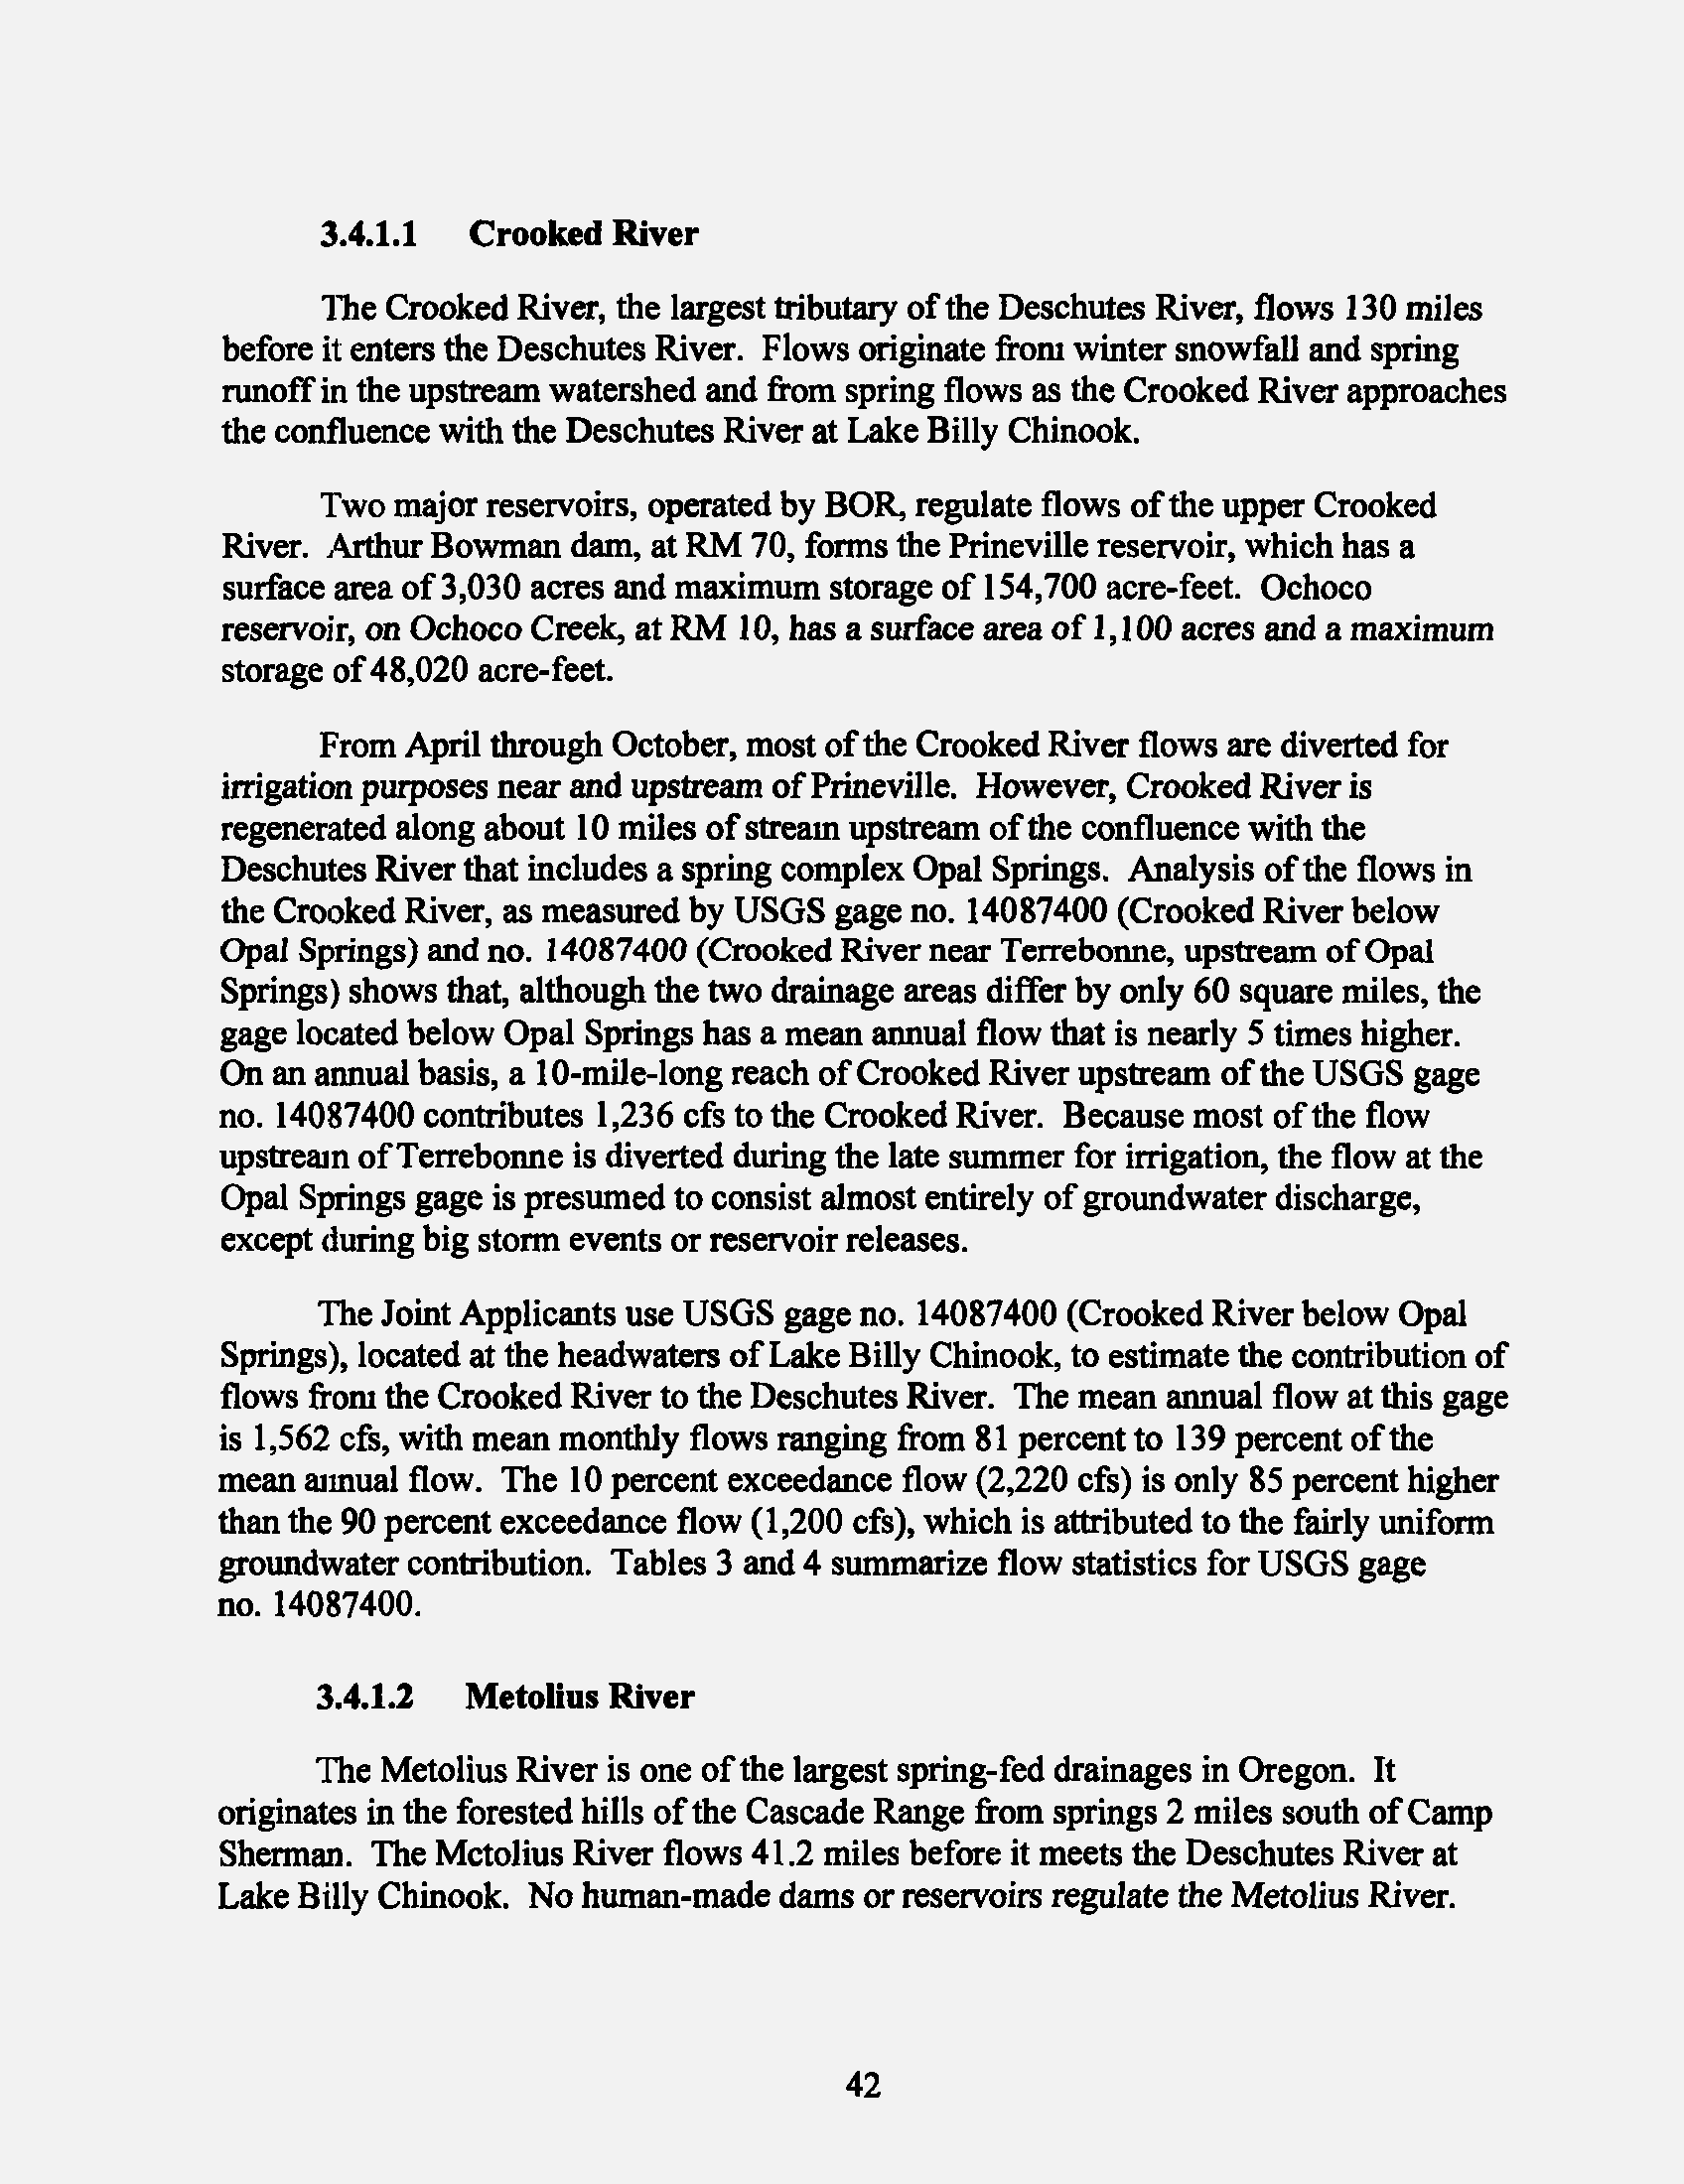 3.4.1.1 Crooked River
The Crooked River, the largest tributary of the Deschutes River, flows 130 miles
before it enters the Deschutes River. Flows originate from winter snowfall and spring
runoff in the upstream watershed and from spring flows as the Crooked River approaches
the confluence with the Deschutes River at Lake Billy Chinook.
Two major reservoirs, operated by BOR, regulate flows of the upper Crooked
River. Arthur Bowman dam, at RM 70, forms the Prineville reservoir, which has a
surface area of 3,030 acres and maximum storage of 154,700 acre-feet. Ochoco
reservoir, on Ochoco Creek, at RM 10, has a surface area of 1,100 acres and a maximum
storage of 48,020 acre-feet.
From April through October, most of the Crooked River flows are diverted for
irrigation purposes near and upstream of Prineville. However, Crooked River is
regenerated along about 10 miles of stream upstream of the confluence with the
Deschutes River that includes a spring complex Opal Springs. Analysis of the flows in
the Crooked River, as measured by USGS gage no. 14087400 (Crooked River below
Opal Springs) and no. 14087400 (Crooked River near Terrebonne, upstream of Opal
Springs) shows that, although the two drainage areas differ by only 60 square miles, the
gage located below Opal Springs has a mean annual flow that is nearly 5 times higher.
On an annual basis, a 10-mile-long reach of Crooked River upstream of the USGS gage
no. 14087400 contributes 1,236 cfs to the Crooked River. Because most of the flow
upstream of Terrebonne is diverted during the late summer for irrigation, the flow at the
Opal Springs gage is presumed to consist almost entirely of groundwater discharge,
except during big storm events or reservoir releases.
The Joint Applicants use USGS gage no. 14087400 (Crooked River below Opal
Springs), located at the headwaters of Lake Billy Chinook, to estimate the contribution of
flows from the Crooked River to the Deschutes River. The mean annual flow at this gage
is 1,562 cfs, with mean monthly flows ranging from 81 percent to 139 percent of the
mean annual flow. The 10 percent exceedance flow (2,220 cfs) is only 85 percent higher
than the 90 percent exceedance flow (1,200 cfs), which is attributed to the fairly uniform
groundwater contribution. Tables 3 and 4 summarize flow statistics for USGS gage
no. 14087400.
3.4.1.2 Metolius River
The Metolius River is one of the largest spring-fed drainages in Oregon. It
originates in the forested hills of the Cascade Range from springs 2 miles south of Camp
Sherman. The Metolius River flows 41.2 miles before it meets the Deschutes River at
Lake Billy Chinook. No human-made dams or reservoirs regulate the Metolius River.
42